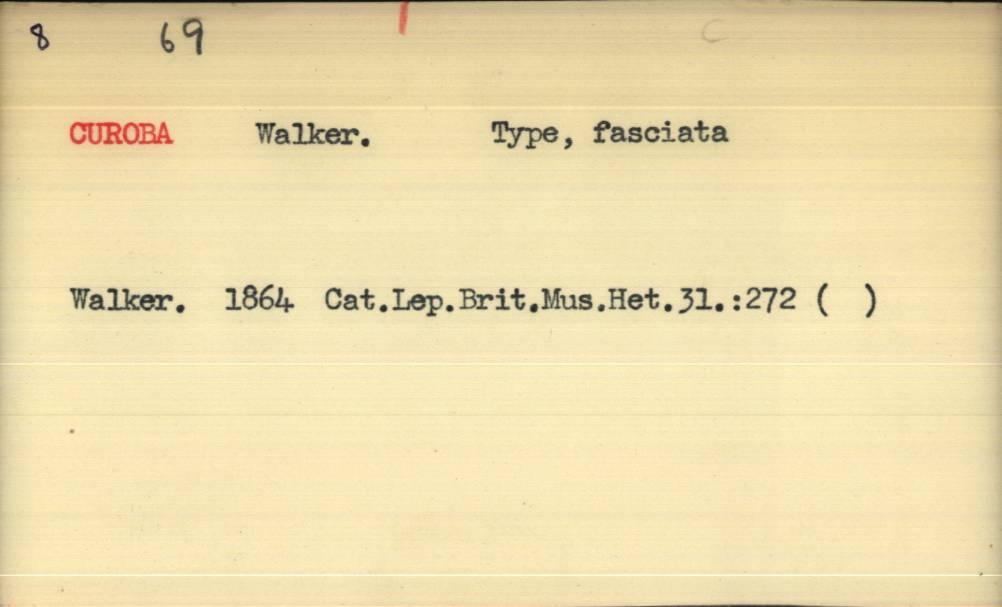 8 69 C
CUROBA Walker. Type, fasciata
Walker. 1864 Cat.Lep.Brit.Mus.Het.31.:272 ( )